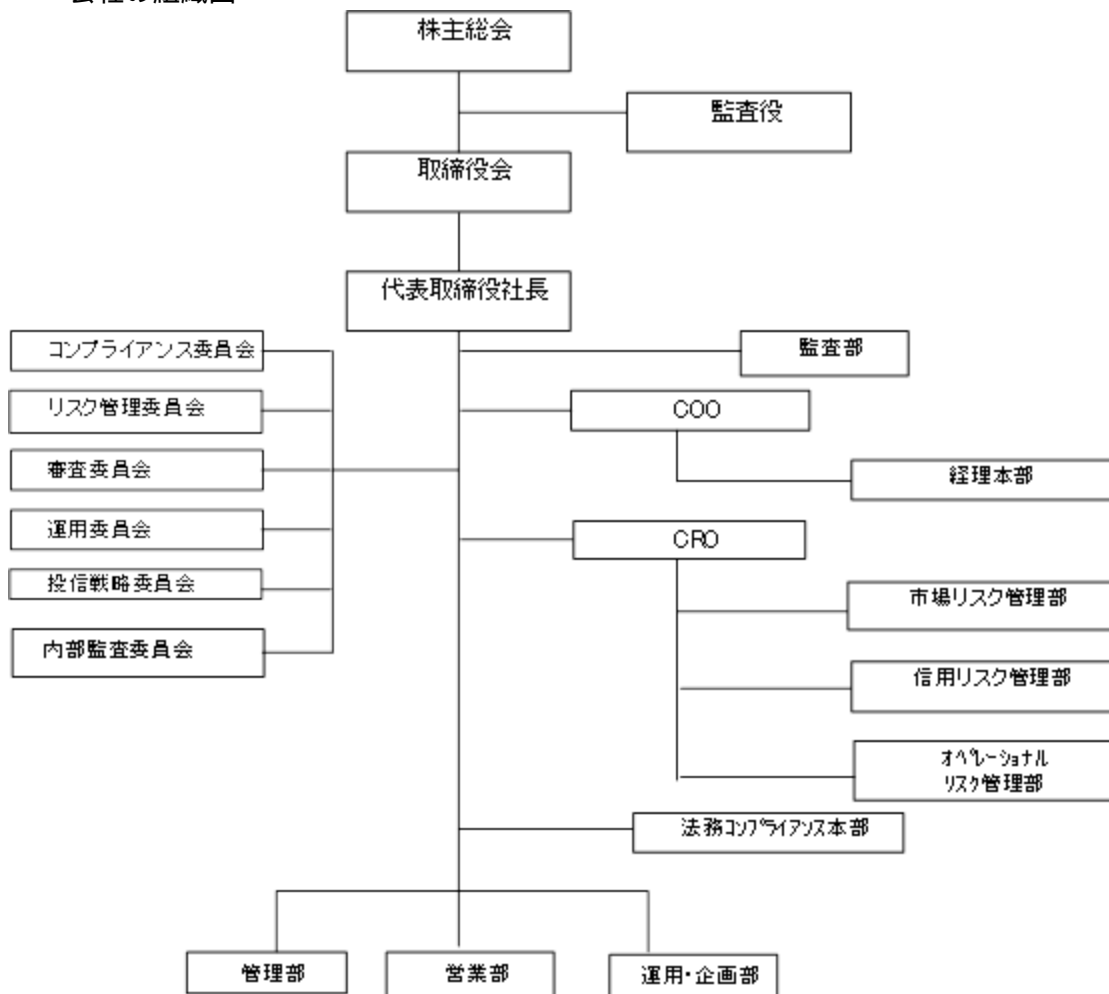 会社の組織図
株主総会
監査役
取締役会
代表取締役社長
コンプライアンス委員会
監査部
リスク管理委員会
COO
審査委員会
経理本部
運用委員会
CRO
投信戦略委員会
市場リスク管理部
内部監査委員会
信用リスク管理部
ｵﾍﾟﾚｰｼｮﾅﾙ
ﾘｽｸ管理部
法務ｺﾝﾌﾟﾗｲｱﾝｽ本部
管理部
営業部
運用・企画部